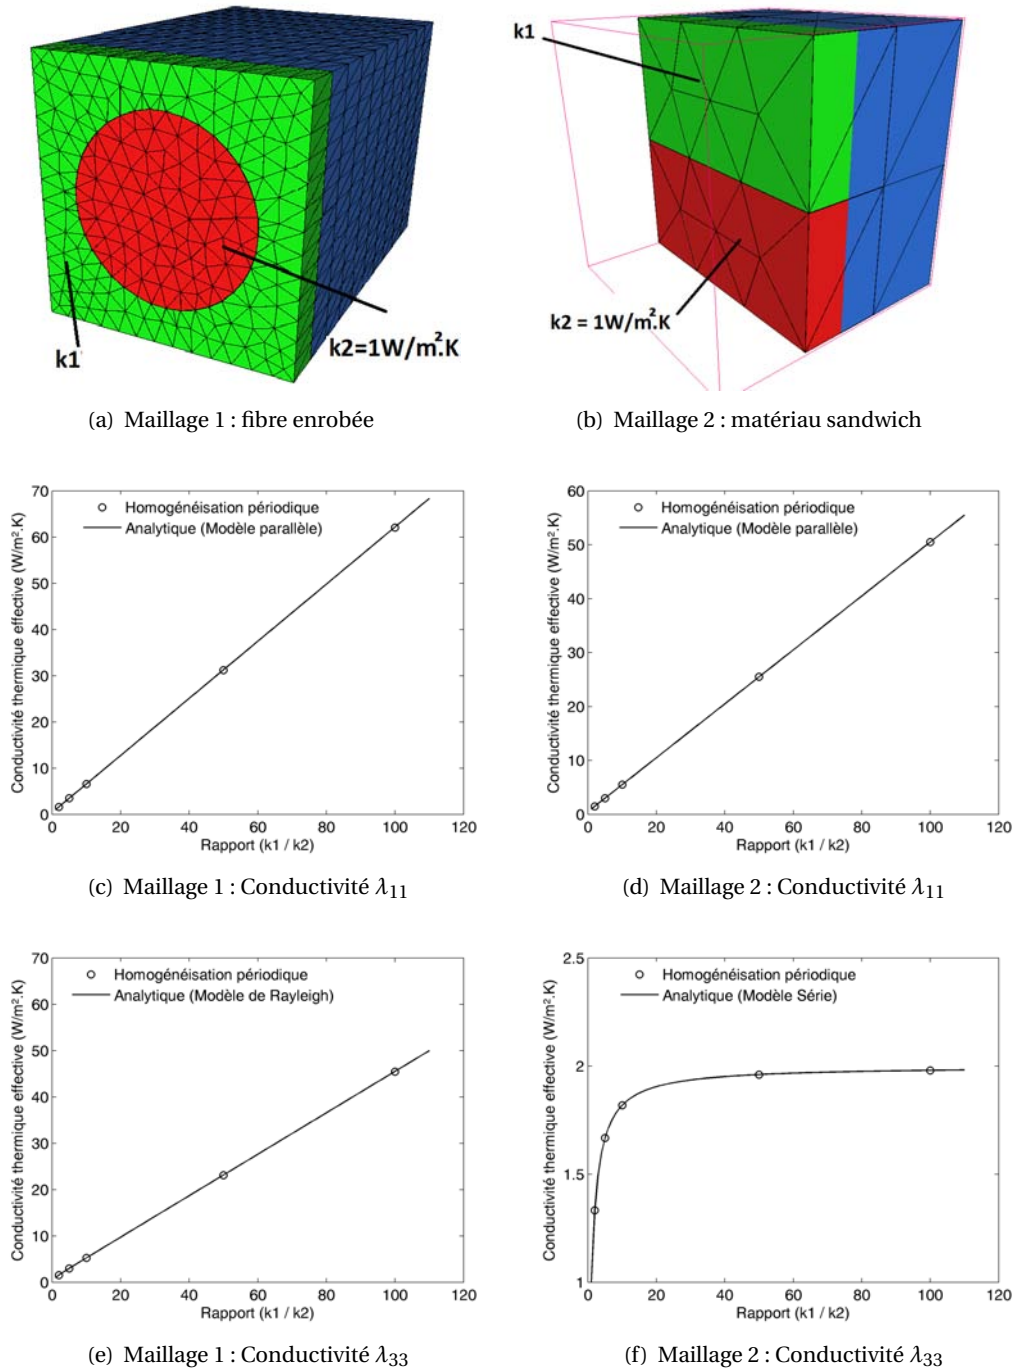 k1
k2=1W/m².K
(a) Maillage 1 : fibre enrobée
k1
k2 = 1W/m².K
(b) Maillage 2 : matériau sandwich
70
60
50
40
30
20
10
0
0 20 40 60 80 100 120
Conductivité thermique effective (W/m².K)
Rapport (k1 / k2)
Homogénéisation périodique
Analytique (Modèle parallèle)
(c) Maillage 1 : Conductivité λ11
60
50
40
30
20
10
0
0 20 40 60 80 100 120
Conductivité thermique effective (W/m².K)
Rapport (k1 / k2)
Homogénéisation périodique
Analytique (Modèle parallèle)
(d) Maillage 2 : Conductivité λ11
70
60
50
40
30
20
10
0
0 20 40 60 80 100 120
Conductivité thermique effective (W/m².K)
Rapport (k1 / k2)
Homogénéisation périodique
Analytique (Modèle de Rayleigh)
(e) Maillage 1 : Conductivité λ33
2.5
2
1.5
1
0 20 40 60 80 100 120
Conductivité thermique effective (W/m².K)
Rapport (k1 / k2)
Homogénéisation périodique
Analytique (Modèle Série)
(f) Maillage 2 : Conductivité λ33